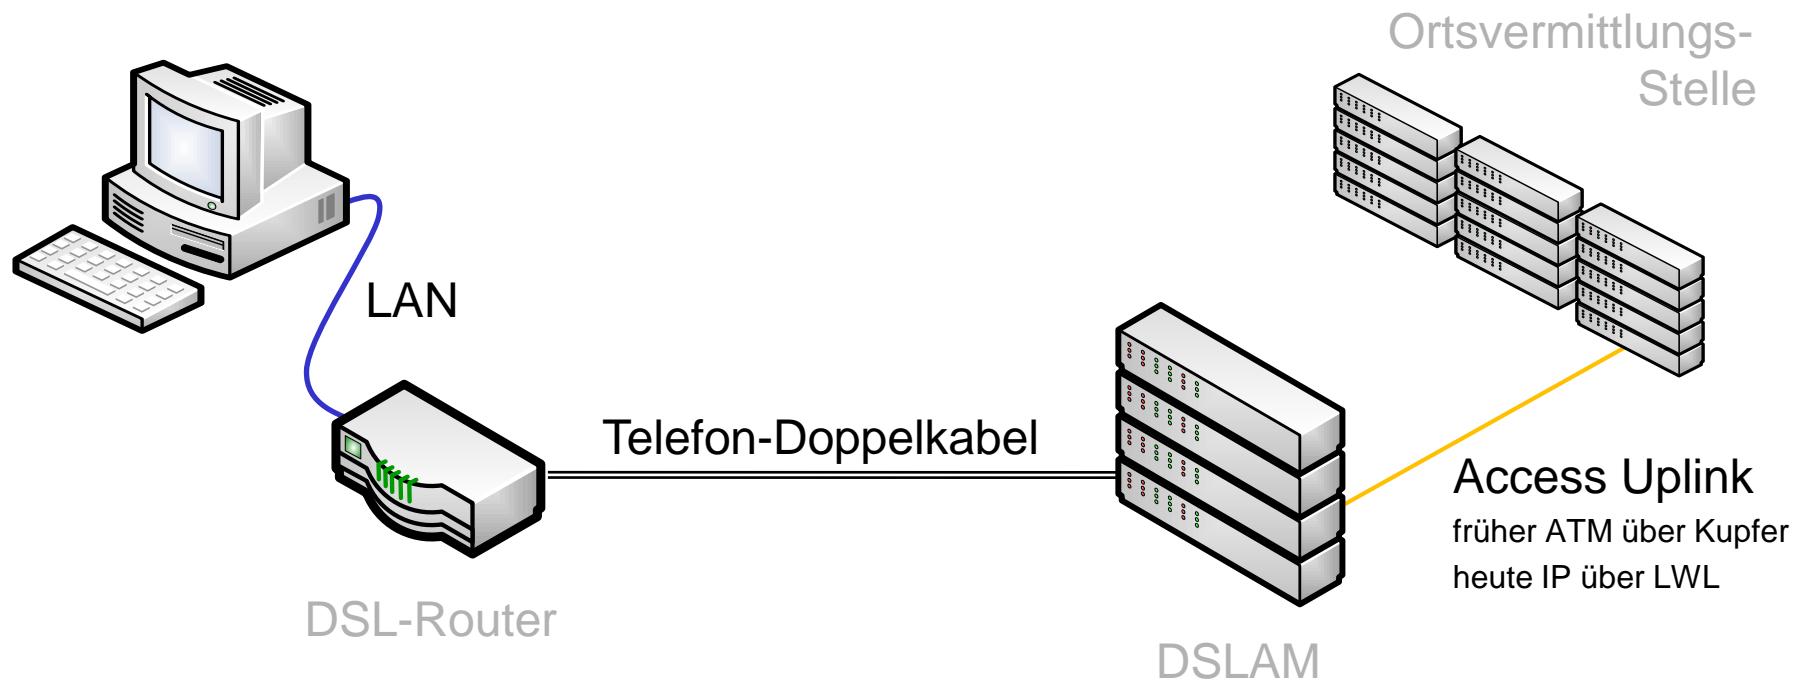 Ortsvermittlungs-
Stelle
LAN
Telefon-Doppelkabel
Access Uplink
früher ATM über Kupfer
heute IP über LWL
DSL-Router
DSLAM